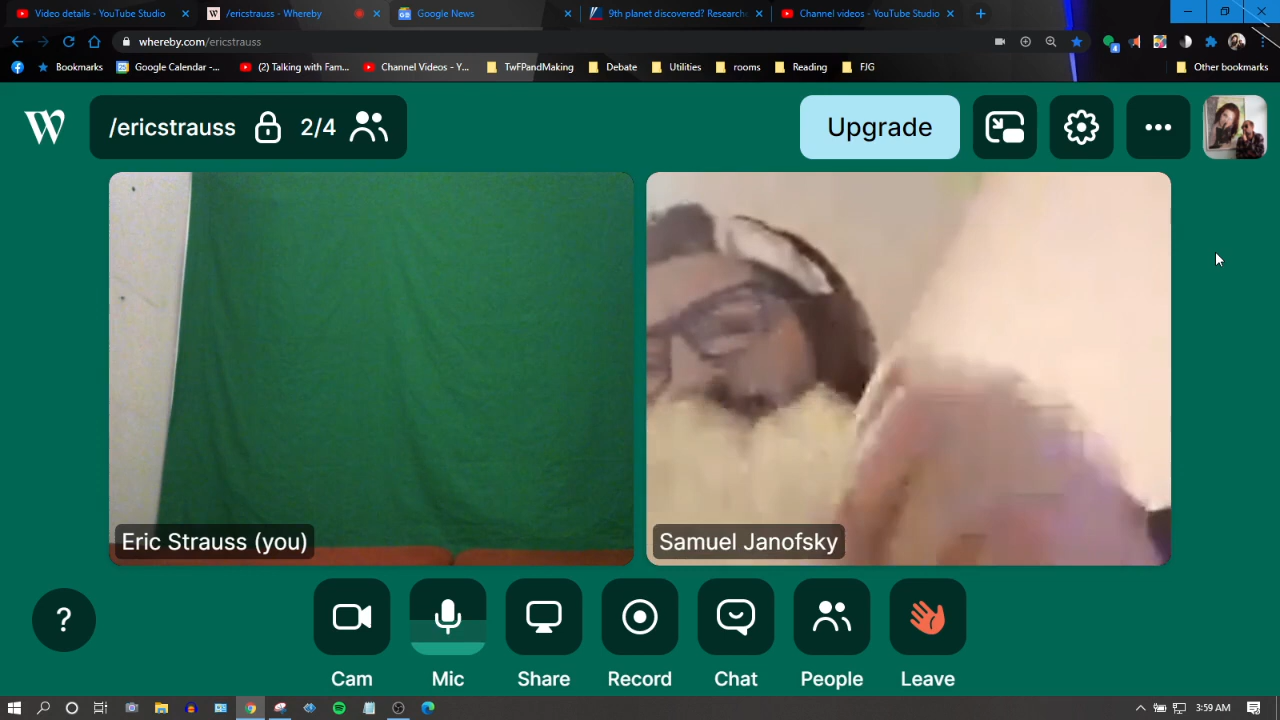 Video details - YouTube Studio
/ericstrauss - Whereby
Google News
9th planet discovered? Researche
Channel videos - YouTube Studio
whereby.com/ericstrauss
4
Bookmarks
Google Calendar -...
(2) Talking with Fam...
Channel Videos - Y...
TwFPandMaking
Debate
Utilities
rooms
Reading
FJG
Other bookmarks
/ericstrauss 2/4
Upgrade
Eric Strauss (you)
Samuel Janofsky
?
Cam
Mic
Share
Record
Chat
People
Leave
3:59 AM